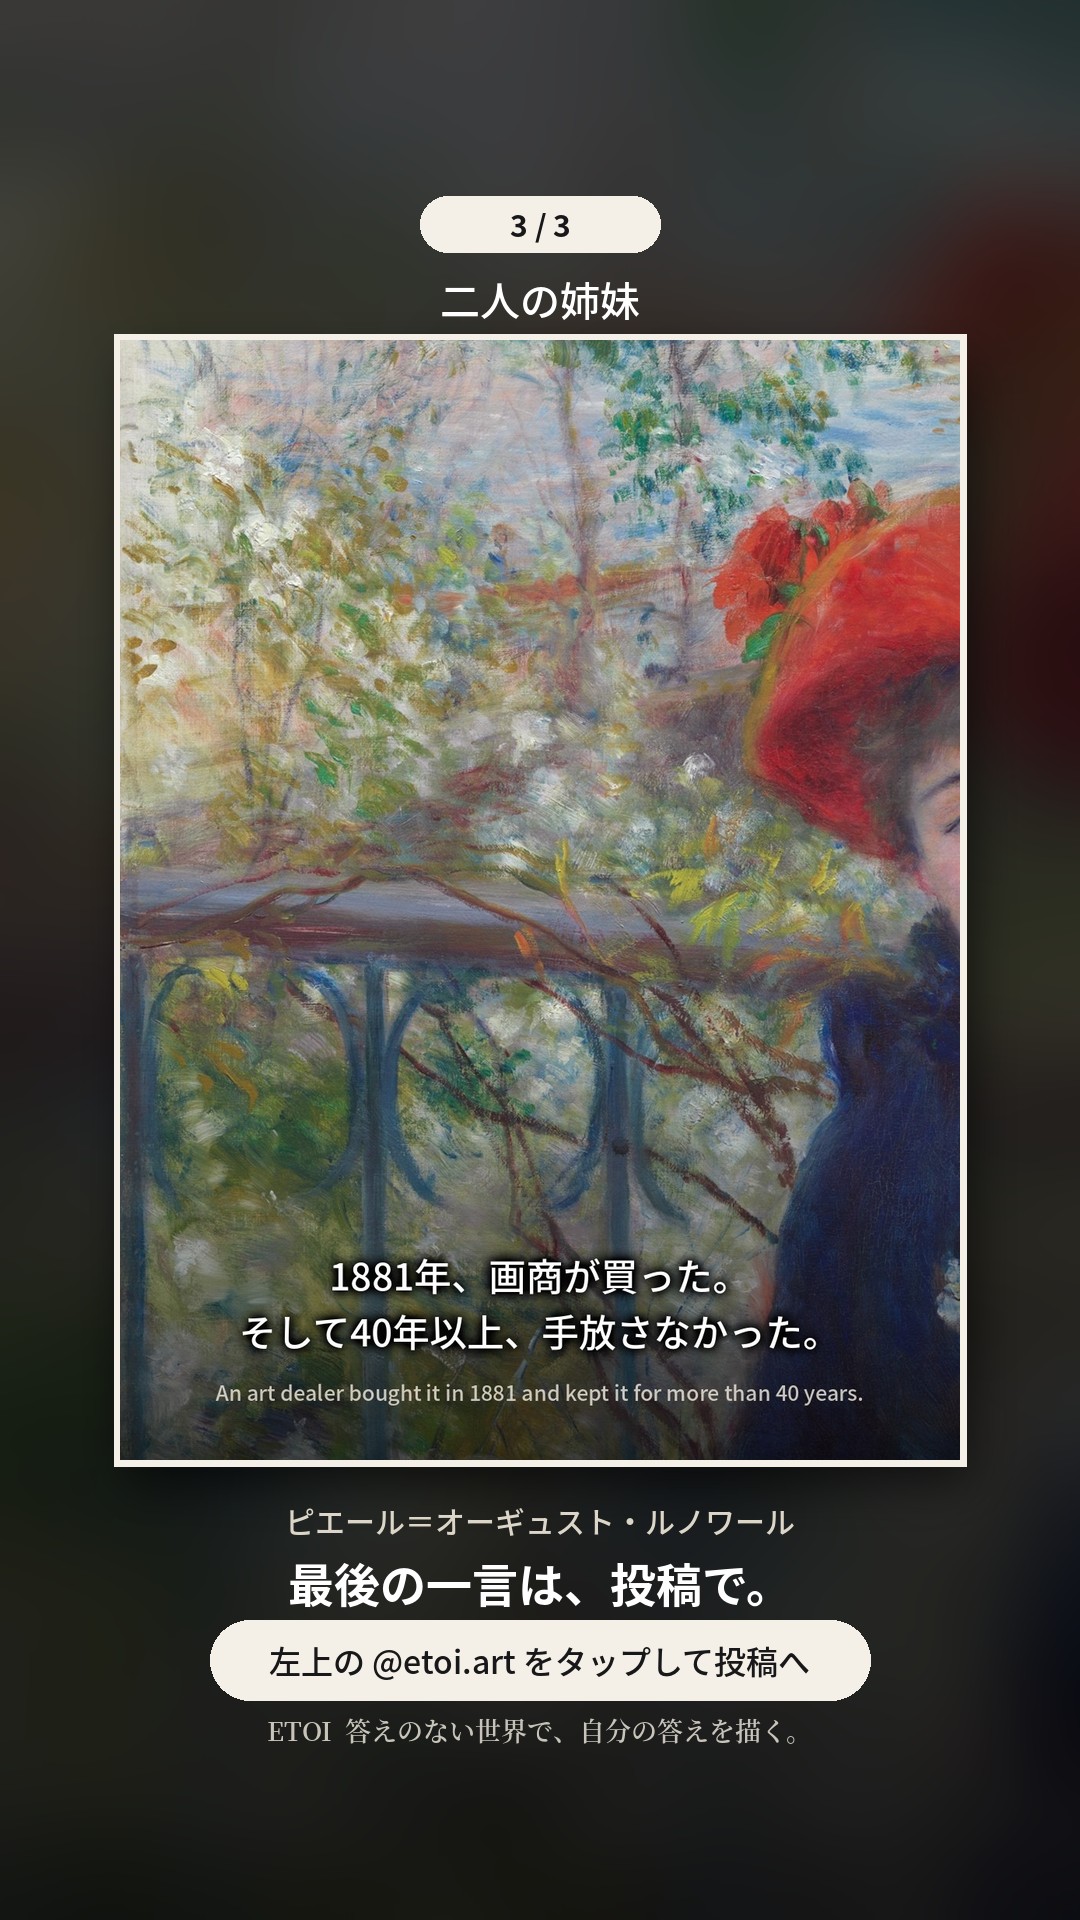 3 / 3
二人の姉妹
1881年、画商が買った。
そして40年以上、手放さなかった。
An art dealer bought it in 1881 and kept it for more than 40 years.
ピエール＝オーギュスト・ルノワール
最後の一言は、投稿で。
左上の @etoi.art をタップして投稿へ
ETOI 答えのない世界で、自分の答えを描く。